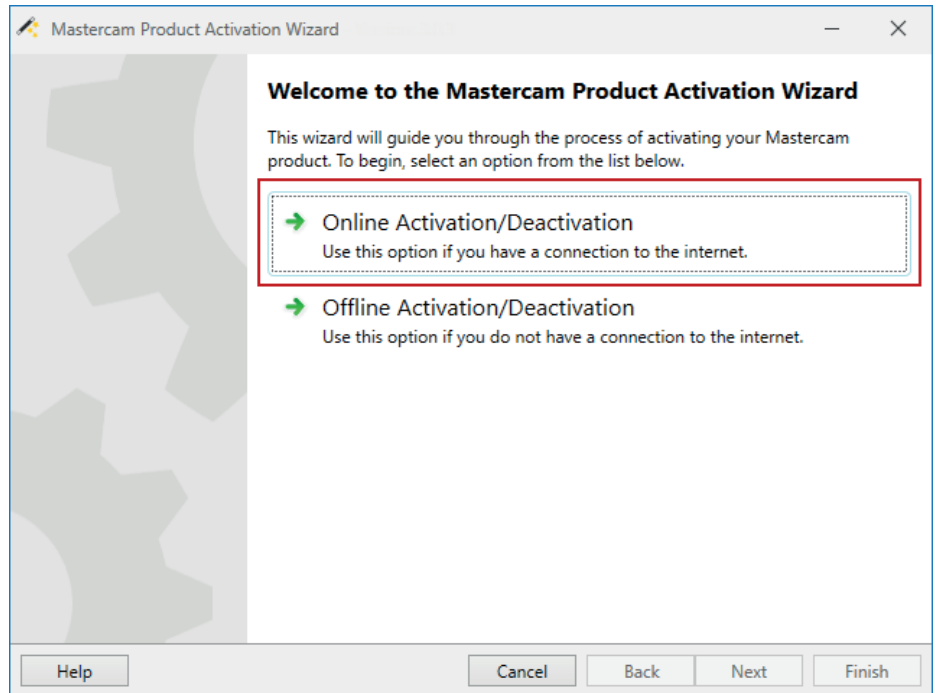 Mastercam Product Activation Wizard
Welcome to the Mastercam Product Activation Wizard
This wizard will guide you through the process of activating your Mastercam
product. To begin, select an option from the list below.
Online Activation/Deactivation
Use this option if you have a connection to the internet.
Offline Activation/Deactivation
Use this option if you do not have a connection to the internet.
Help Cancel Back Next Finish